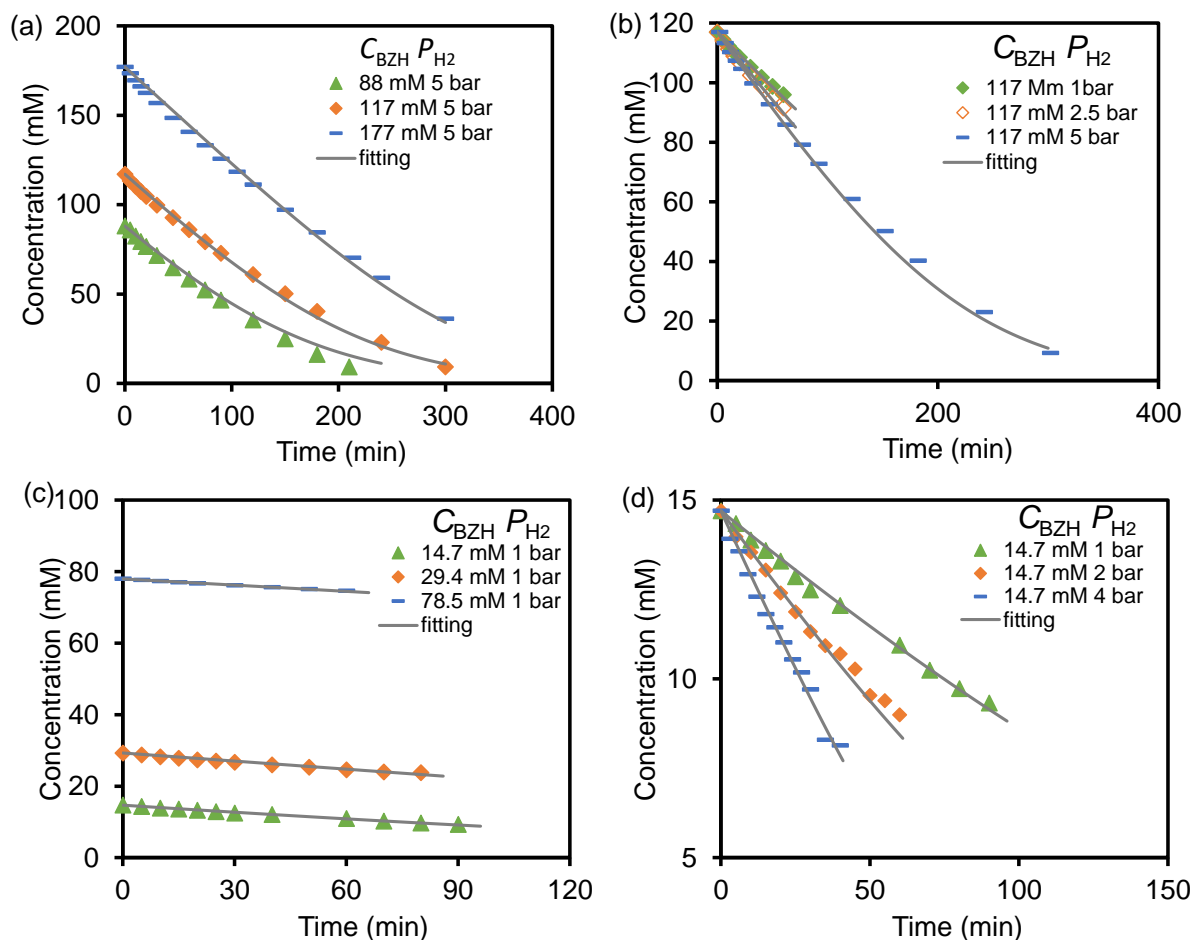 (a)
200
150
100
50
0
0
100
200
300
400
Concentration (mM)
Time (min)
C_BZH P_H2
88 mM 5 bar
117 mM 5 bar
177 mM 5 bar
fitting
(b)
120
100
80
60
40
20
0
0
200
400
Concentration (mM)
Time (min)
C_BZH P_H2
117 Mm 1bar
117 mM 2.5 bar
117 mM 5 bar
fitting
(c)
100
80
60
40
20
0
0
30
60
90
120
Concentration (mM)
Time (min)
C_BZH P_H2
14.7 mM 1 bar
29.4 mM 1 bar
78.5 mM 1 bar
fitting
(d)
15
10
5
0
50
100
150
Concentration (mM)
Time (min)
C_BZH P_H2
14.7 mM 1 bar
14.7 mM 2 bar
14.7 mM 4 bar
fitting